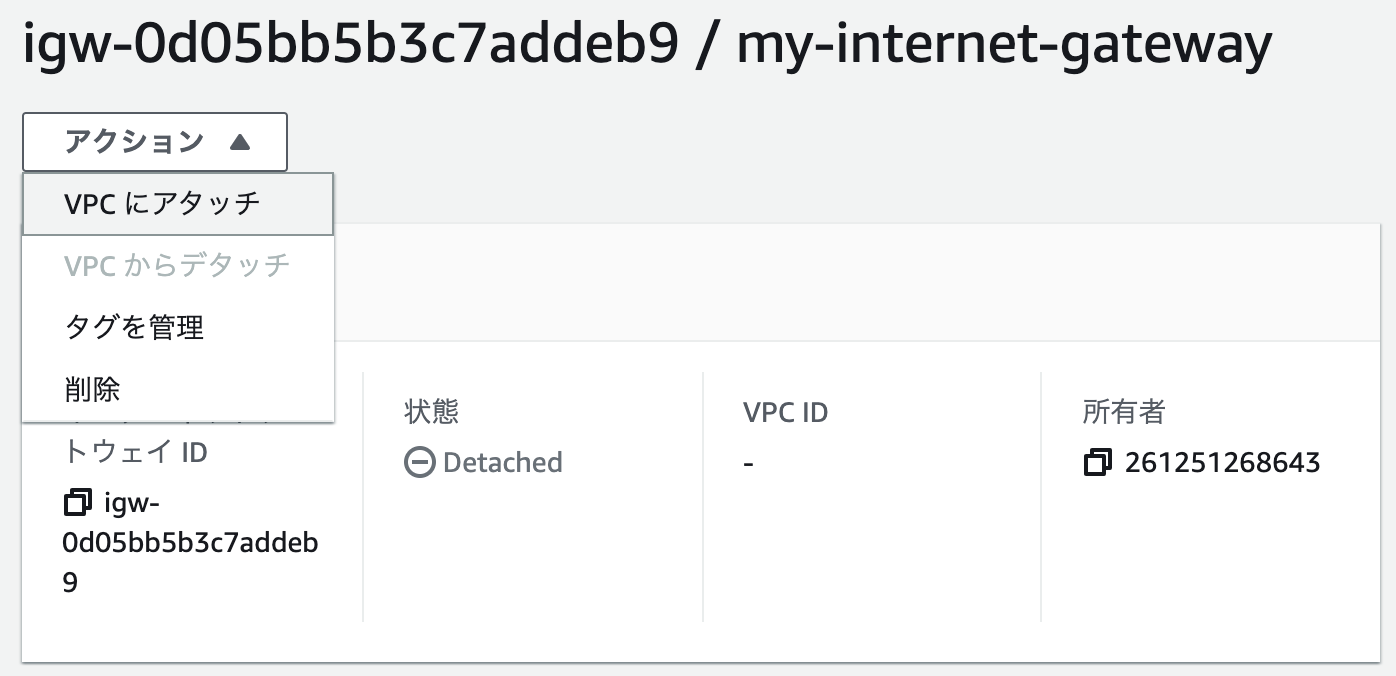 igw-0d05bb5b3c7addeb9 / my-internet-gateway
アクション ▲
VPC にアタッチ
VPC からデタッチ
タグを管理
削除
トウェイ ID
igw-
0d05bb5b3c7addeb
9
状態
Detached
VPC ID
-
所有者
261251268643